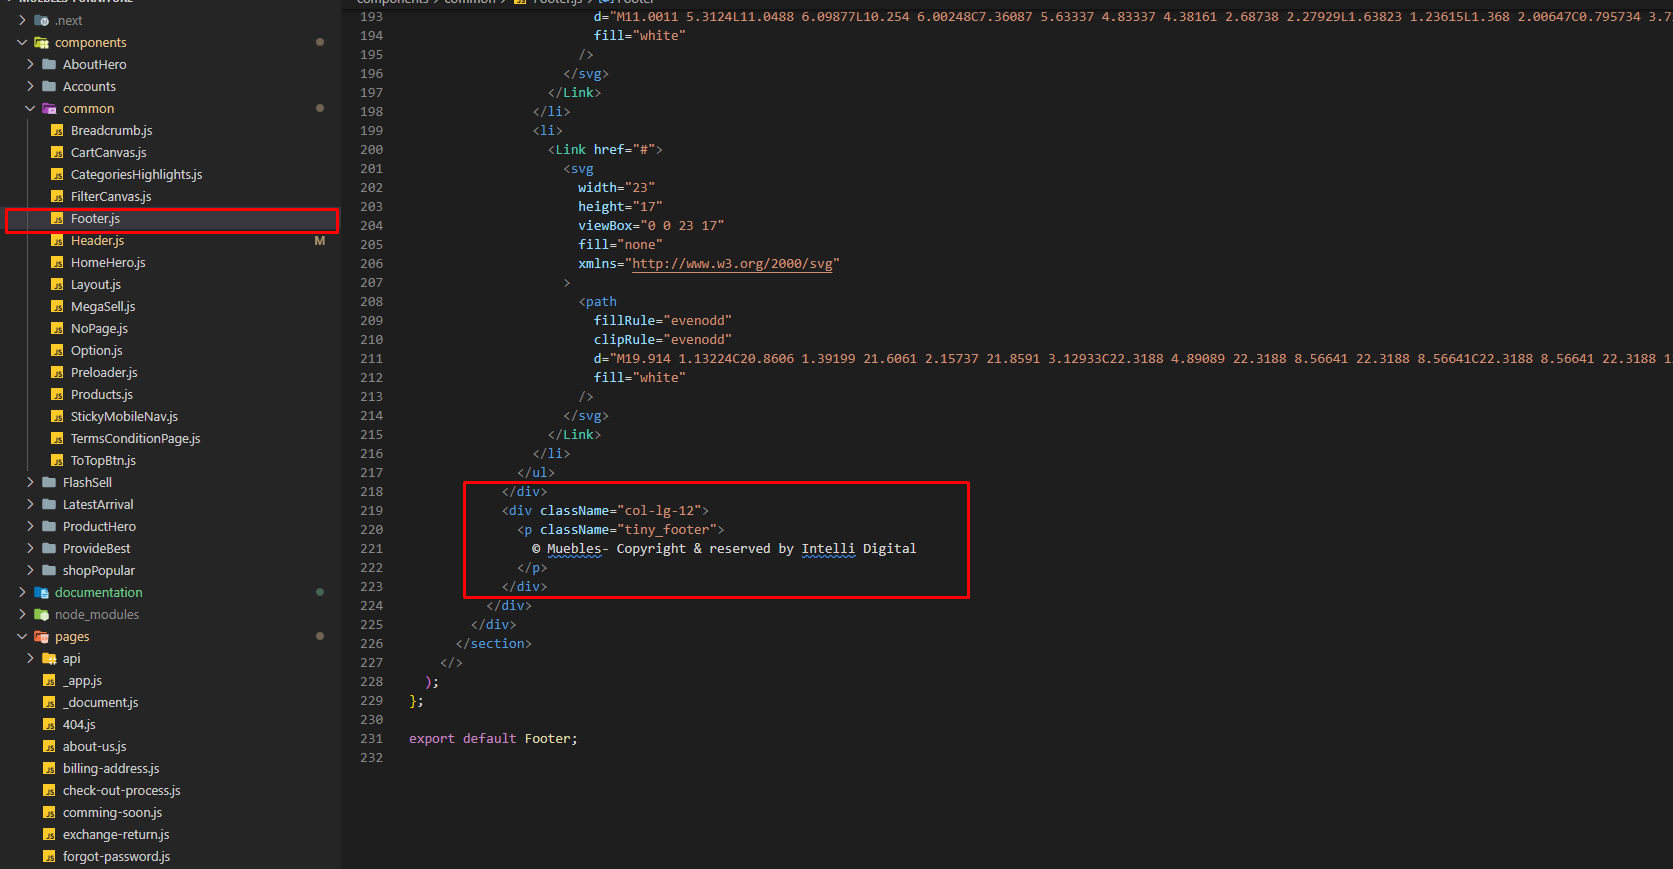 .next
components
AboutHero
Accounts
common
Breadcrumb.js
CartCanvas.js
CategoriesHighlights.js
FilterCanvas.js
Footer.js
Header.js M
HomeHero.js
Layout.js
MegaSell.js
NoPage.js
Option.js
Preloader.js
Products.js
StickyMobileNav.js
TermsConditionPage.js
ToTopBtn.js
FlashSell
LatestArrival
ProductHero
ProvideBest
shopPopular
documentation
node_modules
pages
api
_app.js
_document.js
404.js
about-us.js
billing-address.js
check-out-process.js
comming-soon.js
exchange-return.js
forgot-password.js
193 d="M11.0011 5.3124L11.0488 6.09877L10.254 6.00248C7.36087 5.63337 4.83337 4.38161 2.68738 2.27929L1.63823 1.23615L1.368 2.00647C0.795734 3.7
194 fill="white"
195 />
196 </svg>
197 </Link>
198 </li>
199 <li>
200 <Link href="#">
201 <svg
202 width="23"
203 height="17"
204 viewBox="0 0 23 17"
205 fill="none"
206 xmlns="http://www.w3.org/2000/svg"
207 >
208 <path
209 fillRule="evenodd"
210 clipRule="evenodd"
211 d="M19.914 1.13224C20.8606 1.39199 21.6061 2.15737 21.8591 3.12933C22.3188 4.89089 22.3188 8.56641 22.3188 8.56641C22.3188 8.56641 22.3188 1
212 fill="white"
213 />
214 </svg>
215 </Link>
216 </li>
217 </ul>
218 </div>
219 <div className="col-lg-12">
220 <p className="tiny_footer">
221 © Muebles- Copyright & reserved by Intelli Digital
222 </p>
223 </div>
224 </div>
225 </div>
226 </section>
227 </>
228 );
229 };
230
231 export default Footer;
232